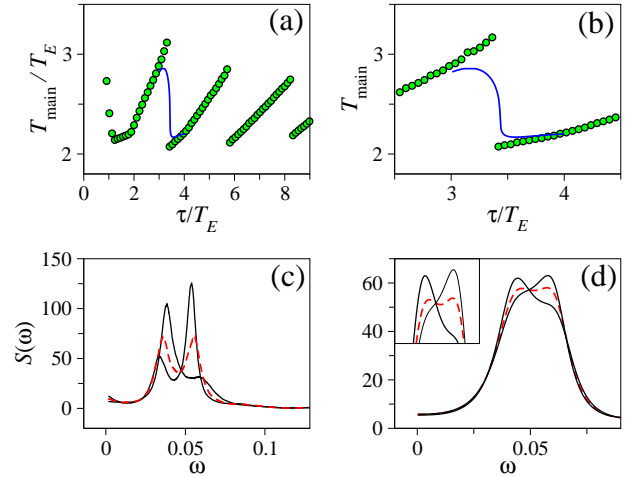 (a)
T_main / T_E
3
2
0 2 4 6 8
τ/T_E
(b)
T_main
3
2
3 4
τ/T_E
(c)
S(ω)
150
100
50
0
0 0.05 0.1
ω
(d)
60
40
20
0
0 0.05
ω